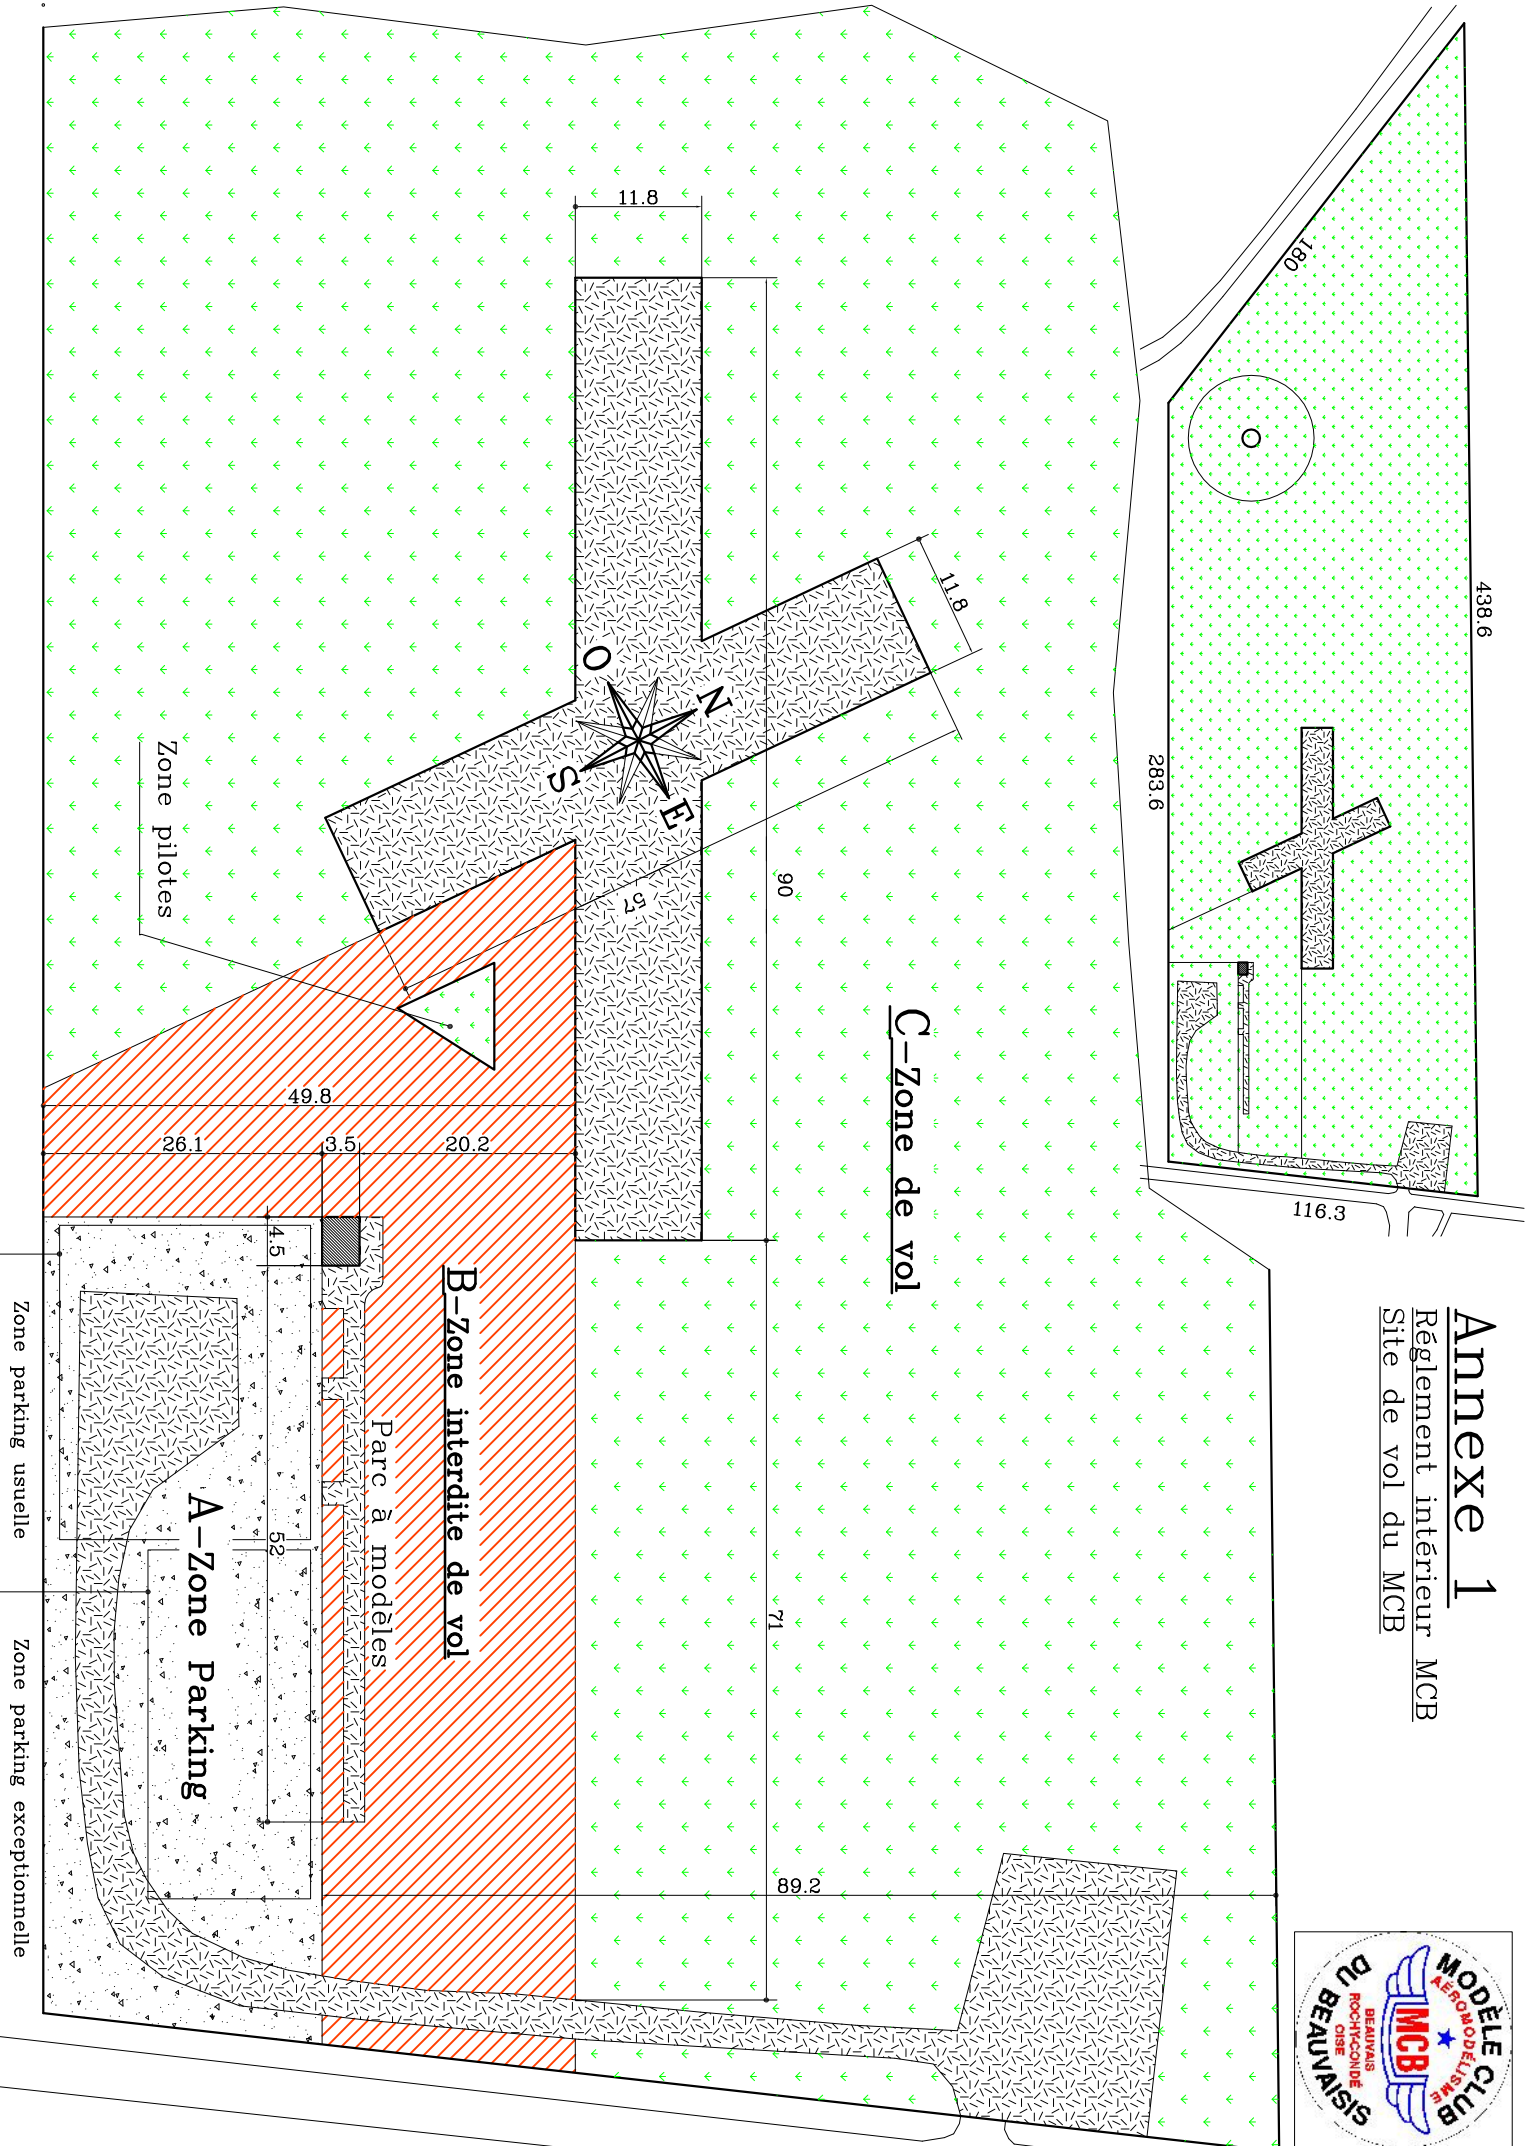 Annexe 1
Réglement intérieur MCB
Site de vol du MCB
MODÈLE CLUB
AÉROMODÉLISME
MCB
BEAUVAIS
ROCHY-CONDÉ
OISE
DU BEAUVAISIS
438.6
180
283.6
116.3
11.8
11.8
90
57
N
O
E
S
C-Zone de vol
Zone pilotes
49.8
26.1
3.5
20.2
4.5
B-Zone interdite de vol
Parc à modèles
52
71
89.2
A-Zone Parking
Zone parking usuelle
Zone parking exceptionnelle